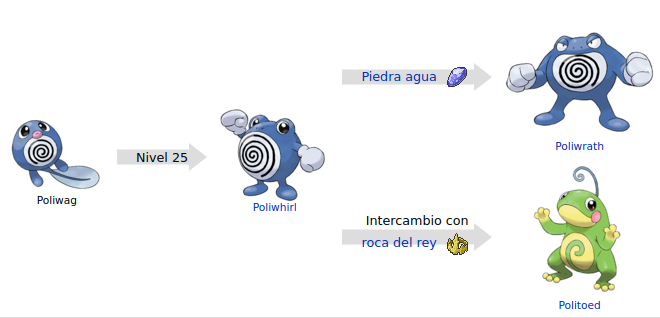 Piedra agua
Poliwrath
Nivel 25
Poliwag
Poliwhirl
Intercambio con
roca del rey
Politoed